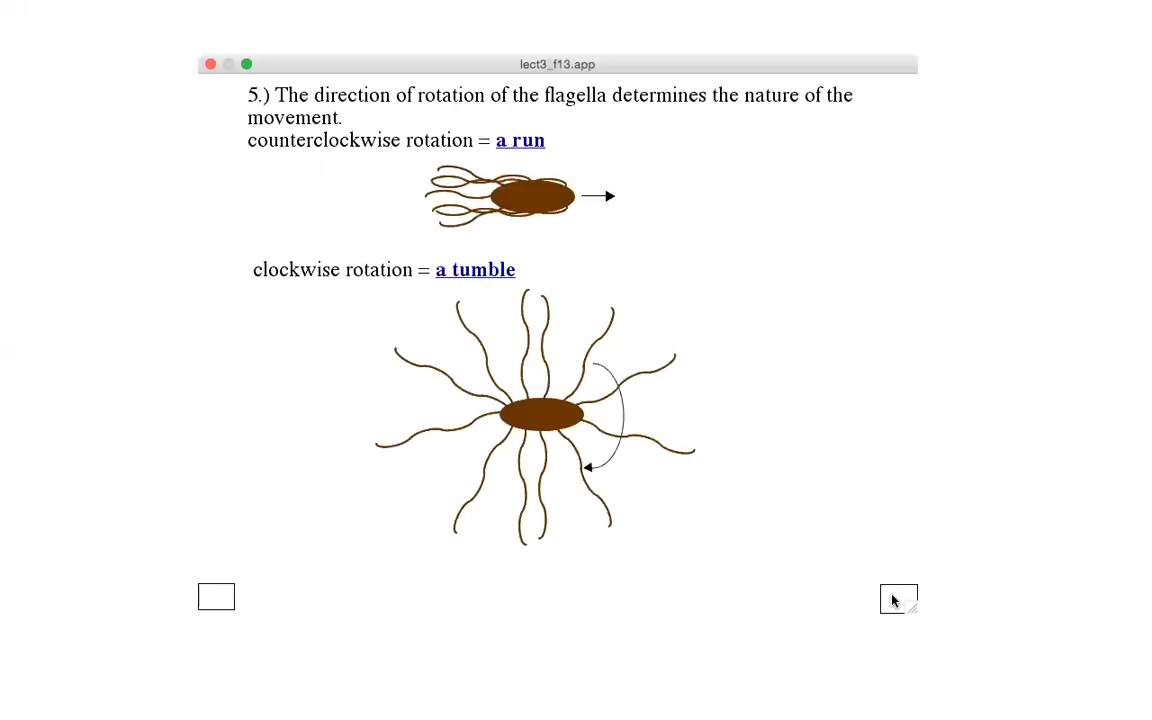 lect3_f13.app
5.) The direction of rotation of the flagella determines the nature of the
movement.
counterclockwise rotation = a run
clockwise rotation = a tumble